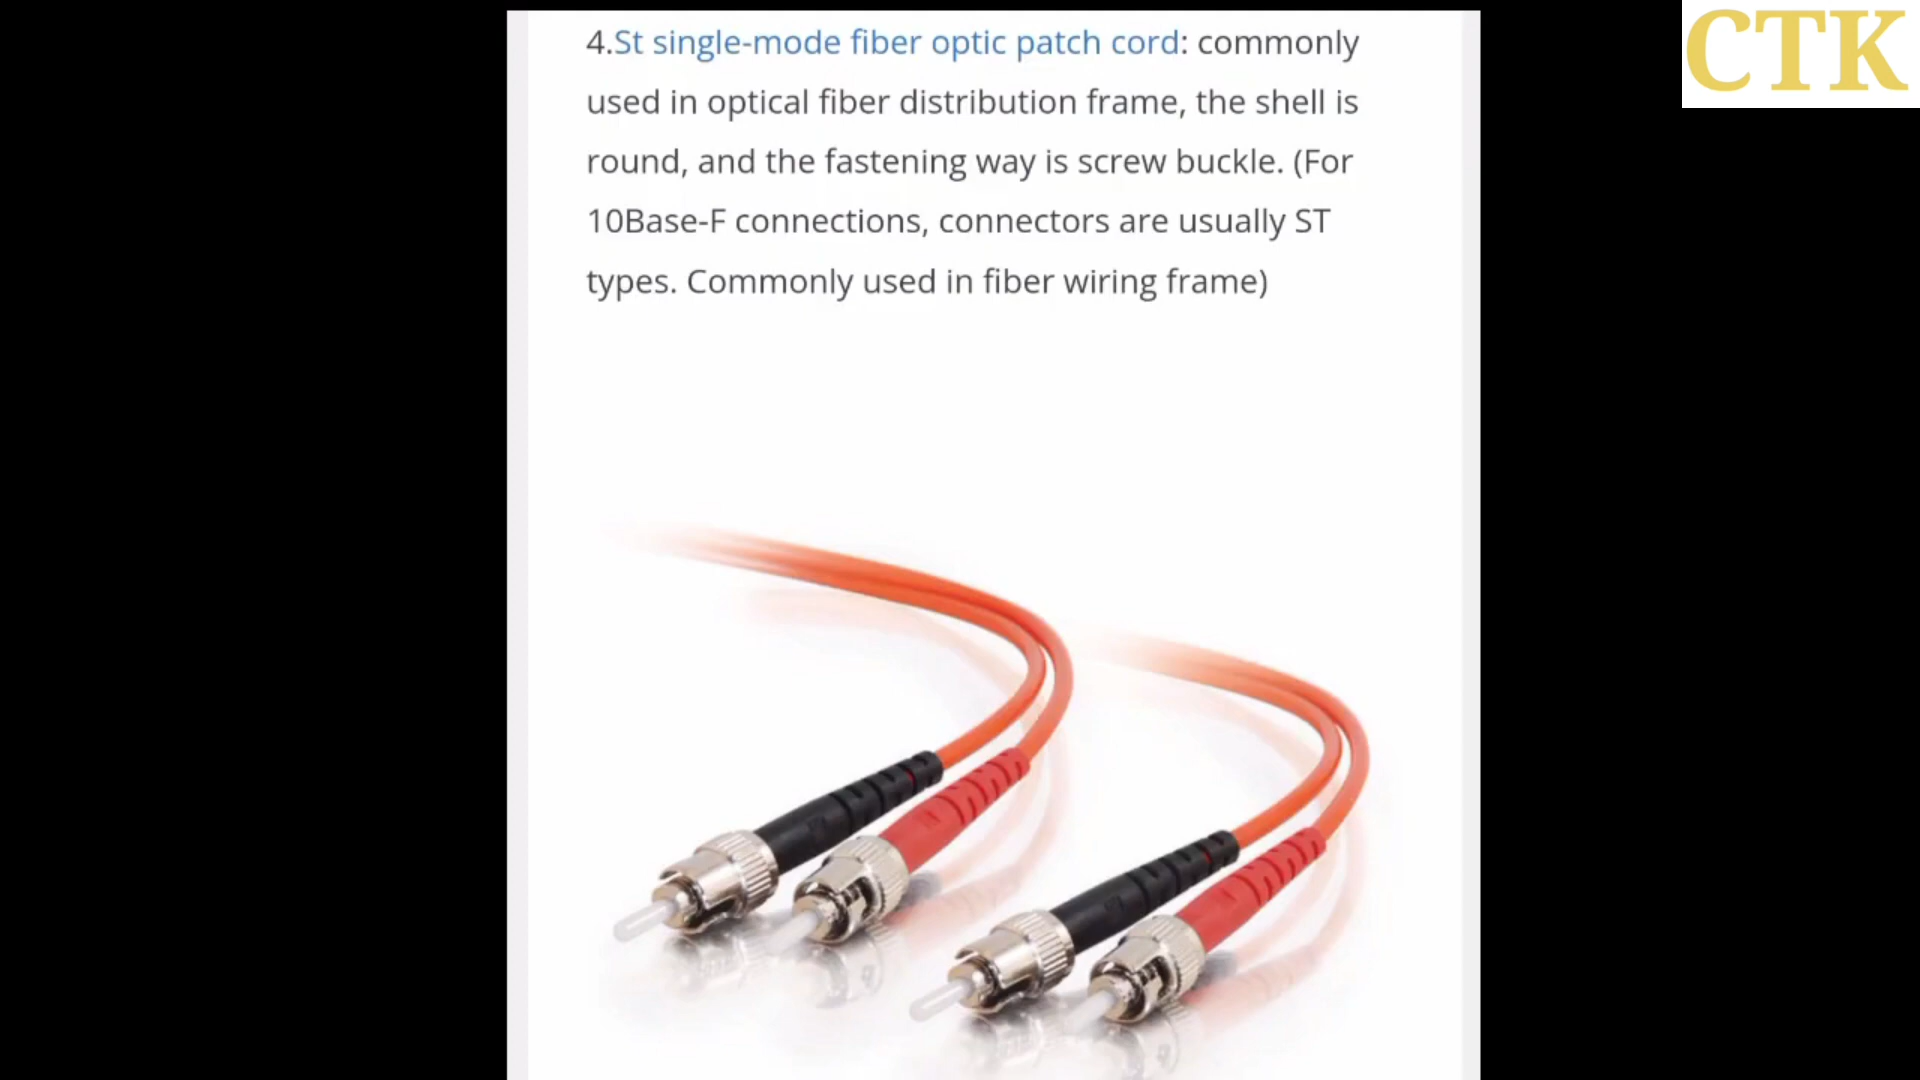 CTK
4.St single-mode fiber optic patch cord: commonly
used in optical fiber distribution frame, the shell is
round, and the fastening way is screw buckle. (For
10Base-F connections, connectors are usually ST
types. Commonly used in fiber wiring frame)